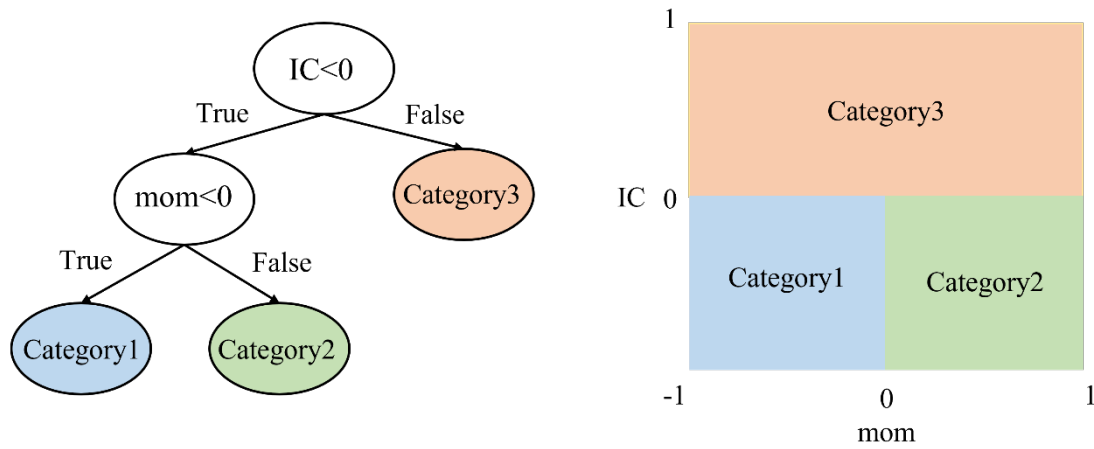 IC<0
True
False
mom<0
Category3
True
False
Category1
Category2
1
Category3
IC 0
Category1
Category2
-1
0
1
mom